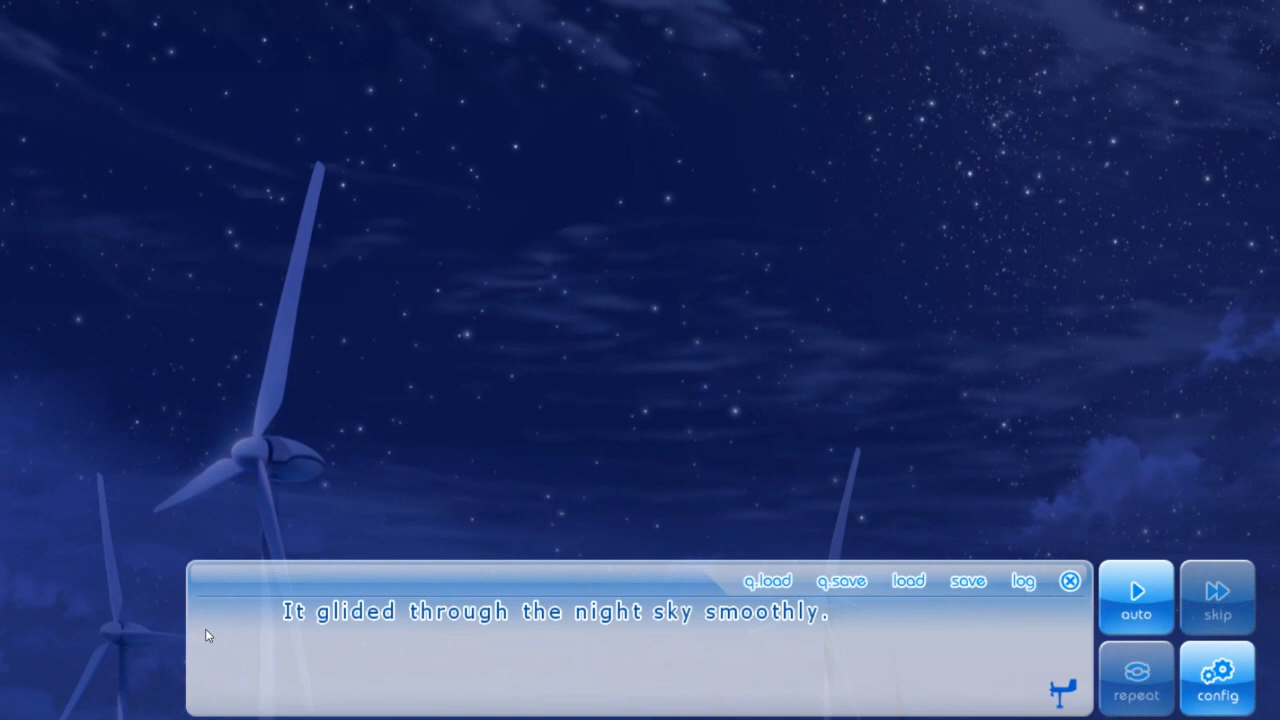 q.load q.save load save log
It glided through the night sky smoothly.
auto skip
repeat config